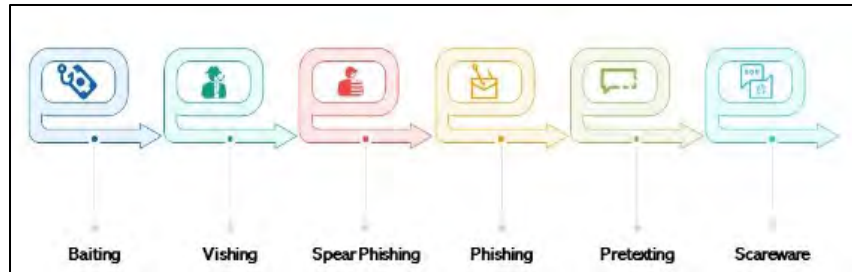 Baiting
Vishing
Spear Phishing
Phishing
Pretexting
Scareware